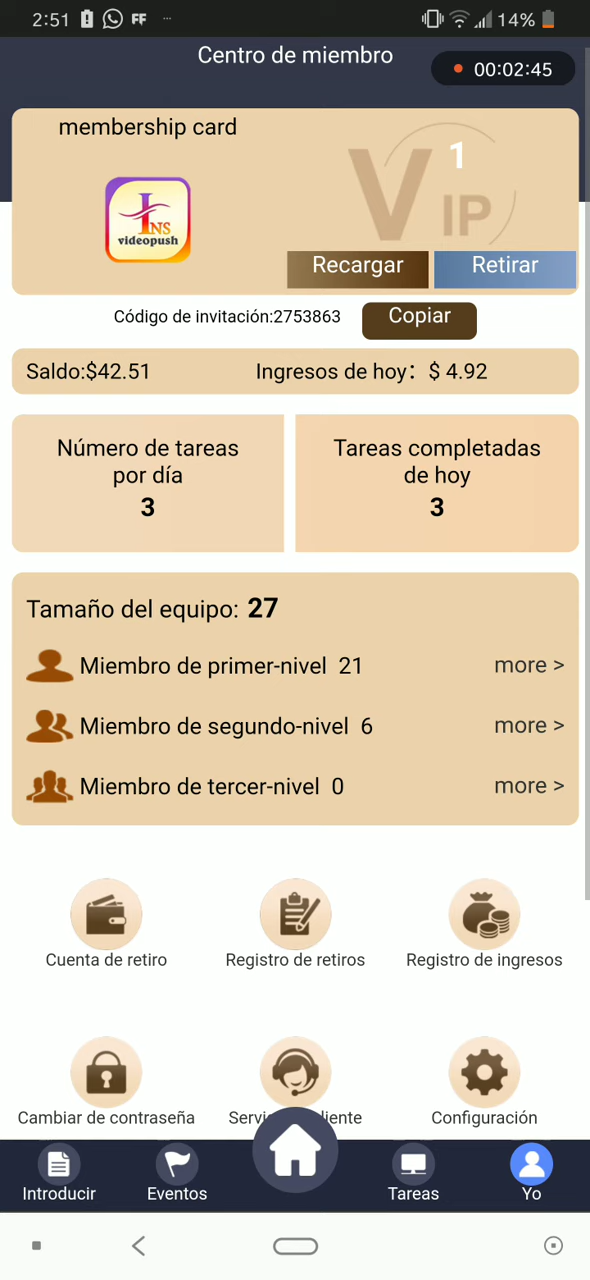 2:51 FF ... 14%
Centro de miembro
00:02:45
membership card
1
VIP
INS
videopush
Recargar Retirar
Código de invitación:2753863 Copiar
Saldo:$42.51 Ingresos de hoy: $ 4.92
Número de tareas
por día
3
Tareas completadas
de hoy
3
Tamaño del equipo: 27
Miembro de primer-nivel 21 more >
Miembro de segundo-nivel 6 more >
Miembro de tercer-nivel 0 more >
Cuenta de retiro Registro de retiros Registro de ingresos
Cambiar de contraseña Configuración
Introducir Eventos Tareas Yo